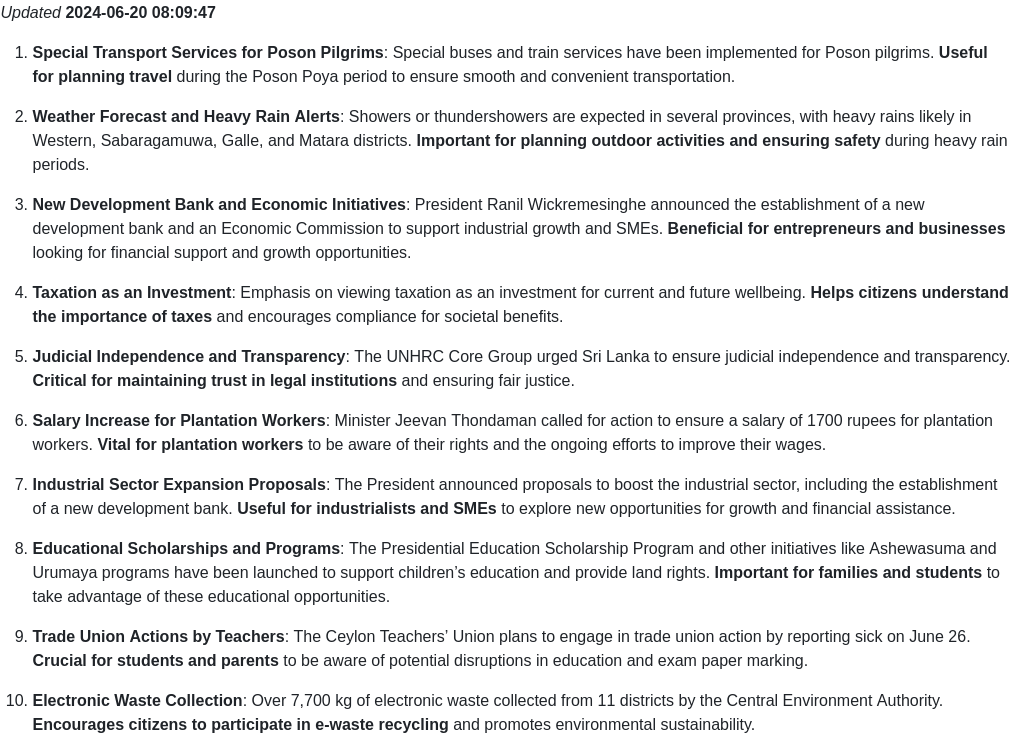 Updated 2024-06-20 08:09:47
1. Special Transport Services for Poson Pilgrims: Special buses and train services have been implemented for Poson pilgrims. Useful
for planning travel during the Poson Poya period to ensure smooth and convenient transportation.
2. Weather Forecast and Heavy Rain Alerts: Showers or thundershowers are expected in several provinces, with heavy rains likely in
Western, Sabaragamuwa, Galle, and Matara districts. Important for planning outdoor activities and ensuring safety during heavy rain
periods.
3. New Development Bank and Economic Initiatives: President Ranil Wickremesinghe announced the establishment of a new
development bank and an Economic Commission to support industrial growth and SMEs. Beneficial for entrepreneurs and businesses
looking for financial support and growth opportunities.
4. Taxation as an Investment: Emphasis on viewing taxation as an investment for current and future wellbeing. Helps citizens understand
the importance of taxes and encourages compliance for societal benefits.
5. Judicial Independence and Transparency: The UNHRC Core Group urged Sri Lanka to ensure judicial independence and transparency.
Critical for maintaining trust in legal institutions and ensuring fair justice.
6. Salary Increase for Plantation Workers: Minister Jeevan Thondaman called for action to ensure a salary of 1700 rupees for plantation
workers. Vital for plantation workers to be aware of their rights and the ongoing efforts to improve their wages.
7. Industrial Sector Expansion Proposals: The President announced proposals to boost the industrial sector, including the establishment
of a new development bank. Useful for industrialists and SMEs to explore new opportunities for growth and financial assistance.
8. Educational Scholarships and Programs: The Presidential Education Scholarship Program and other initiatives like Ashewasuma and
Urumaya programs have been launched to support children’s education and provide land rights. Important for families and students to
take advantage of these educational opportunities.
9. Trade Union Actions by Teachers: The Ceylon Teachers’ Union plans to engage in trade union action by reporting sick on June 26.
Crucial for students and parents to be aware of potential disruptions in education and exam paper marking.
10. Electronic Waste Collection: Over 7,700 kg of electronic waste collected from 11 districts by the Central Environment Authority.
Encourages citizens to participate in e-waste recycling and promotes environmental sustainability.